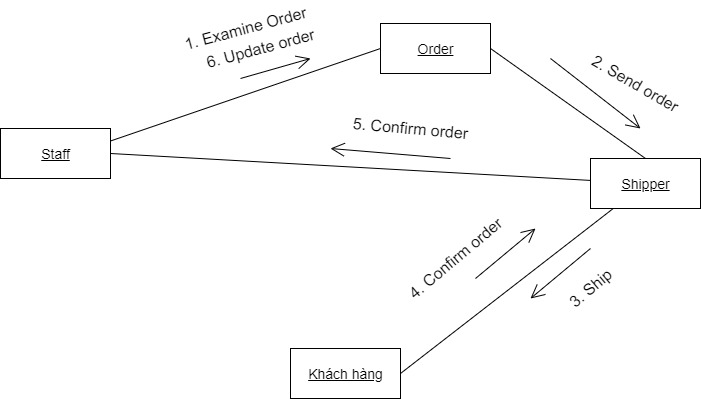 1. Examine Order
6. Update order
Order
2. Send order
5. Confirm order
Staff
Shipper
4. Confirm order
3. Ship
Khách hàng